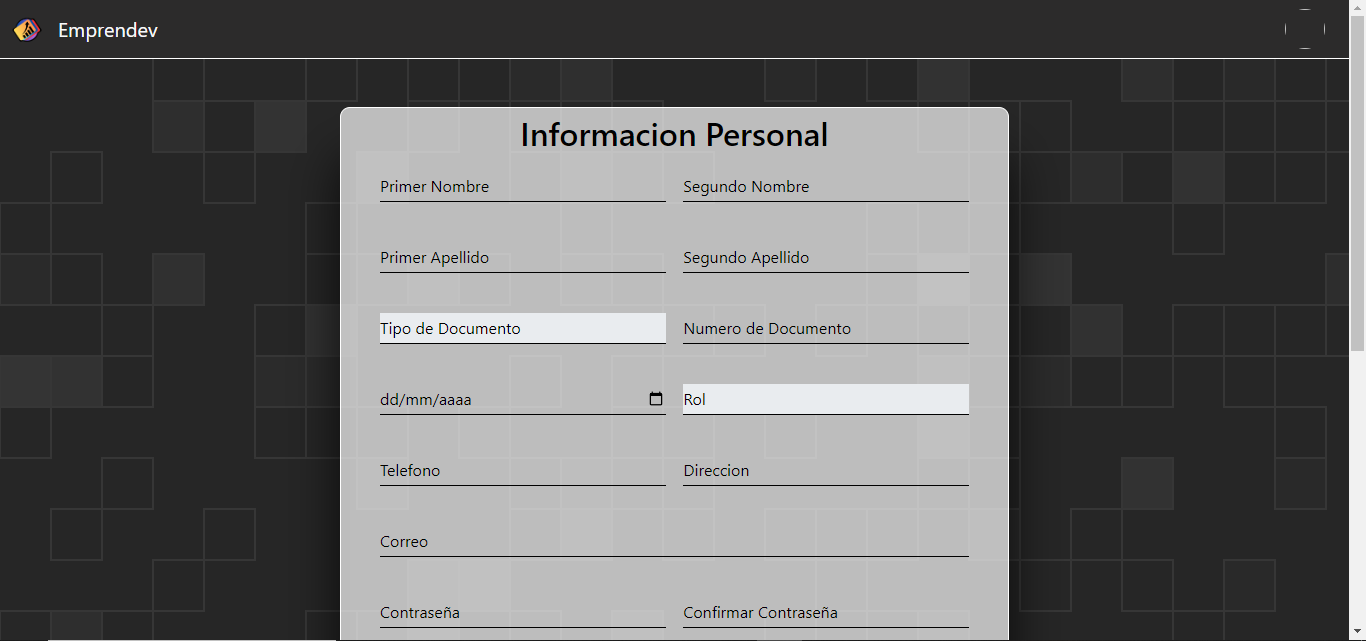 Emprendev
Informacion Personal
Primer Nombre
Segundo Nombre
Primer Apellido
Segundo Apellido
Tipo de Documento
Numero de Documento
dd/mm/aaaa
Rol
Telefono
Direccion
Correo
Contraseña
Confirmar Contraseña